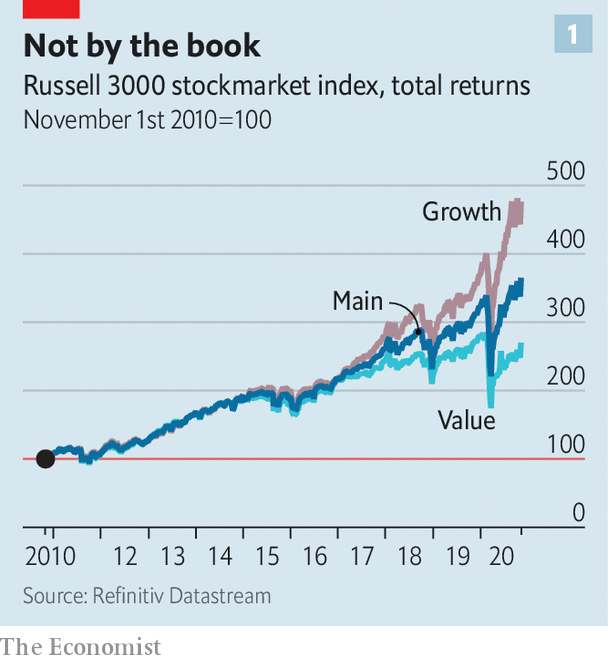 1
Not by the book
Russell 3000 stockmarket index, total returns
November 1st 2010=100
500
Growth
400
Main
300
200
Value
100
0
2010 12 13 14 15 16 17 18 19 20
Source: Refinitiv Datastream
The Economist